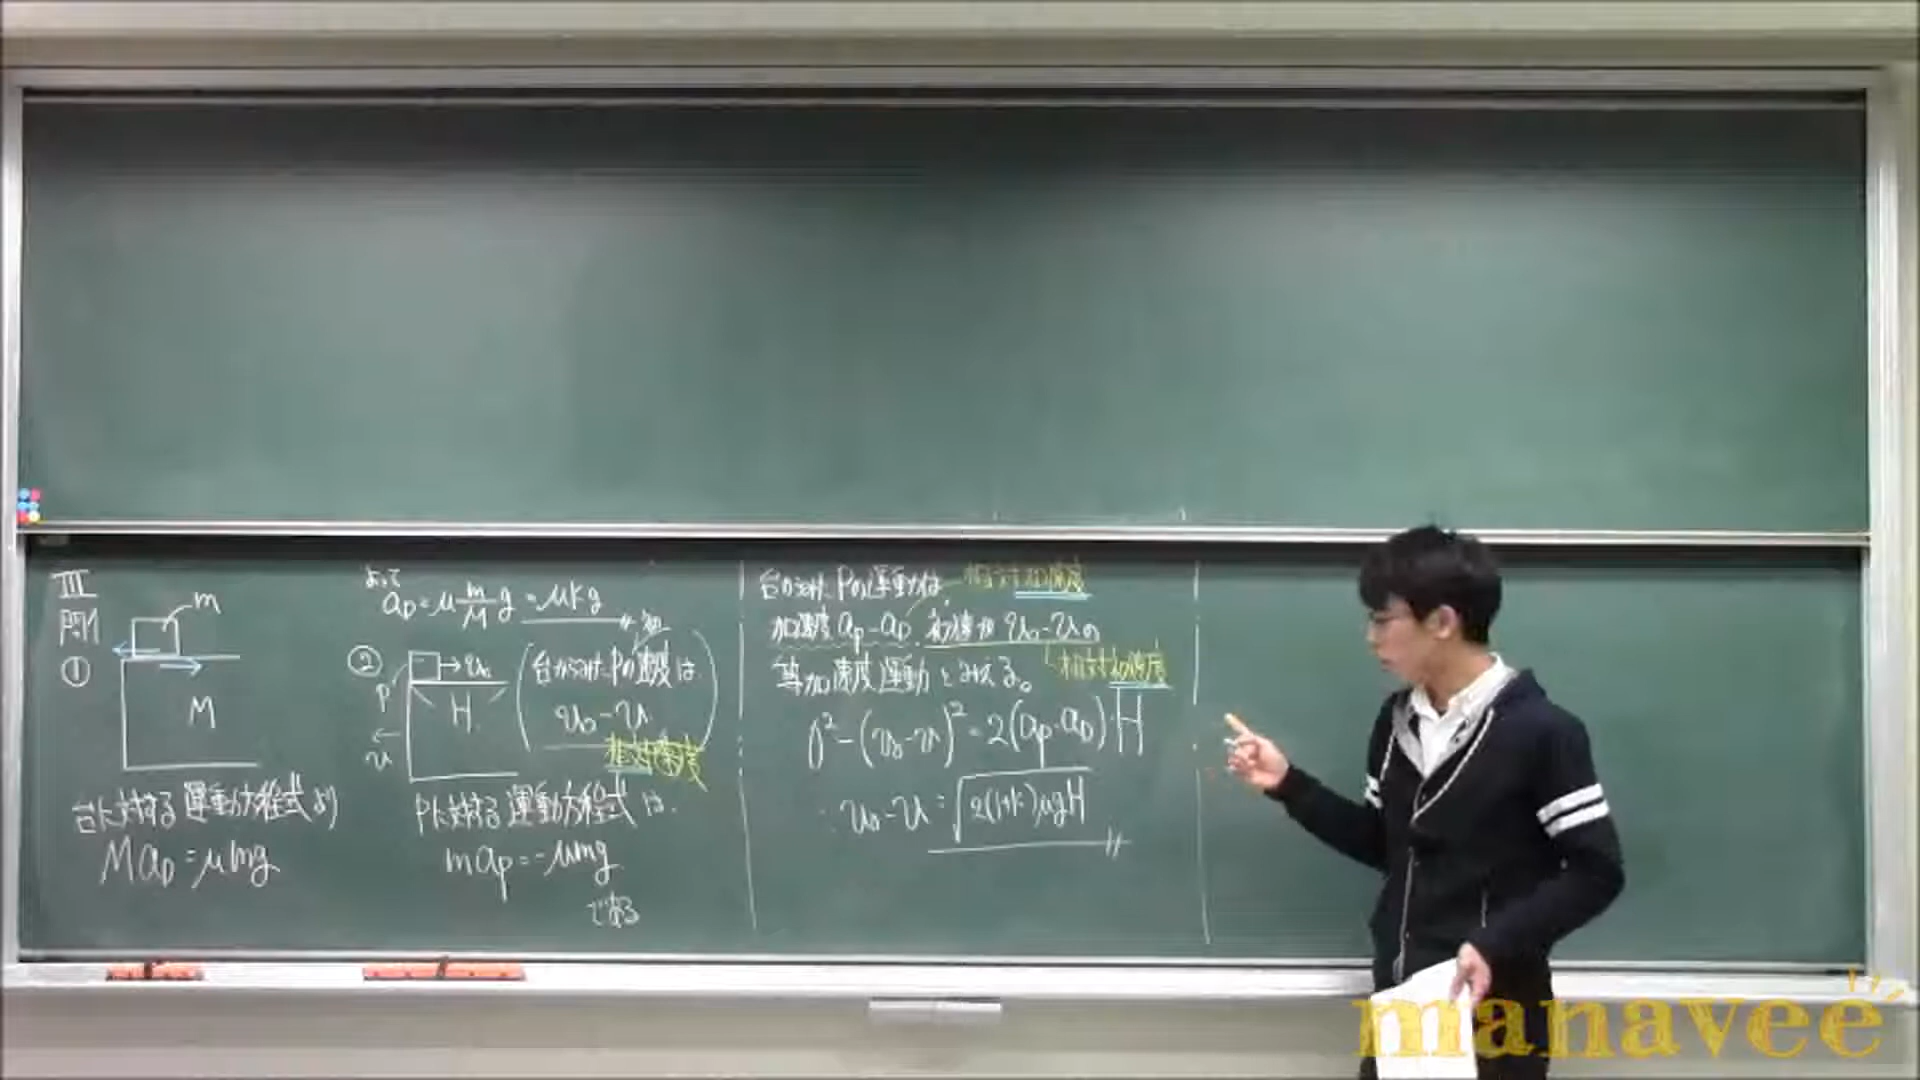 III
問1
①
m
M
台に対する運動方程式より
Ma_D = μmg
よって
a_D = μ\frac{m}{M}g = μkg
②
P
v_0
H
v
台からみたPの速度は
v_0 - v
相対速度
Pに対する運動方程式は、
ma_P = -μmg
である
台からみたPの運動は
相対加速度
加速度 a_P - a_D 初速が v_0 - v の
等加速度運動とみえる。
相対初速度
0² - (v_0 - v)² = 2(a_P - a_D)H
∴ v_0 - v = √2(1+k)μgH
manavee